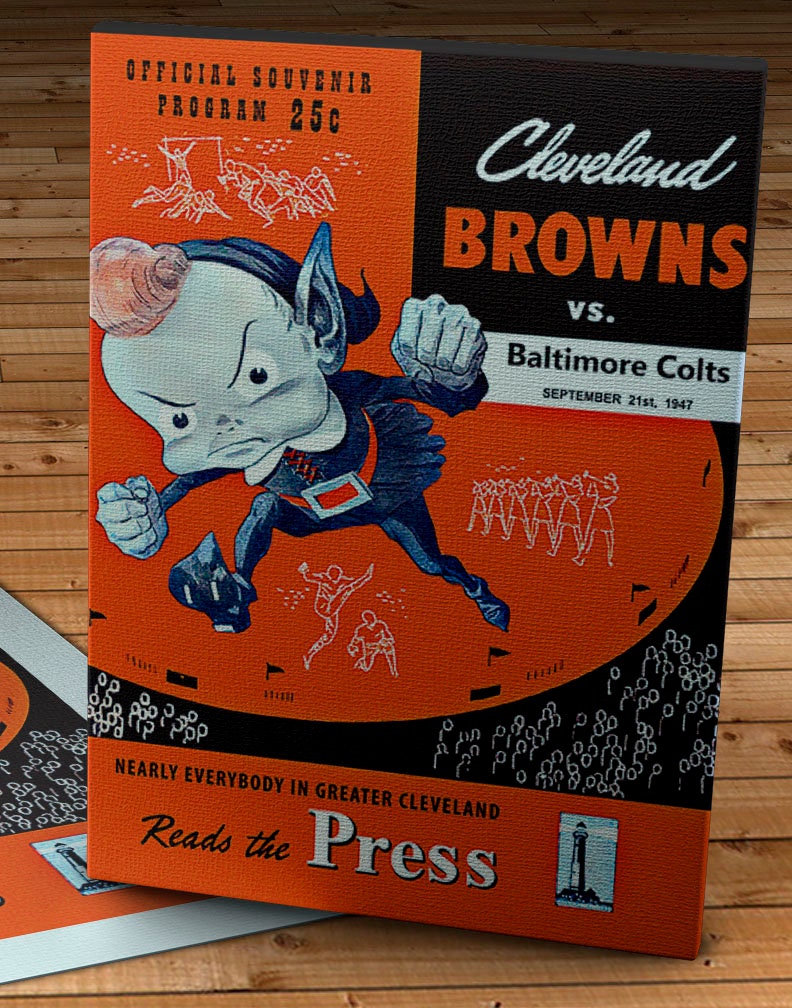 OFFICIAL SOUVENIR
PROGRAM 25c
Cleveland
BROWNS
vs.
Baltimore Colts
SEPTEMBER 21st, 1947
NEARLY EVERYBODY IN GREATER CLEVELAND
Reads the Press